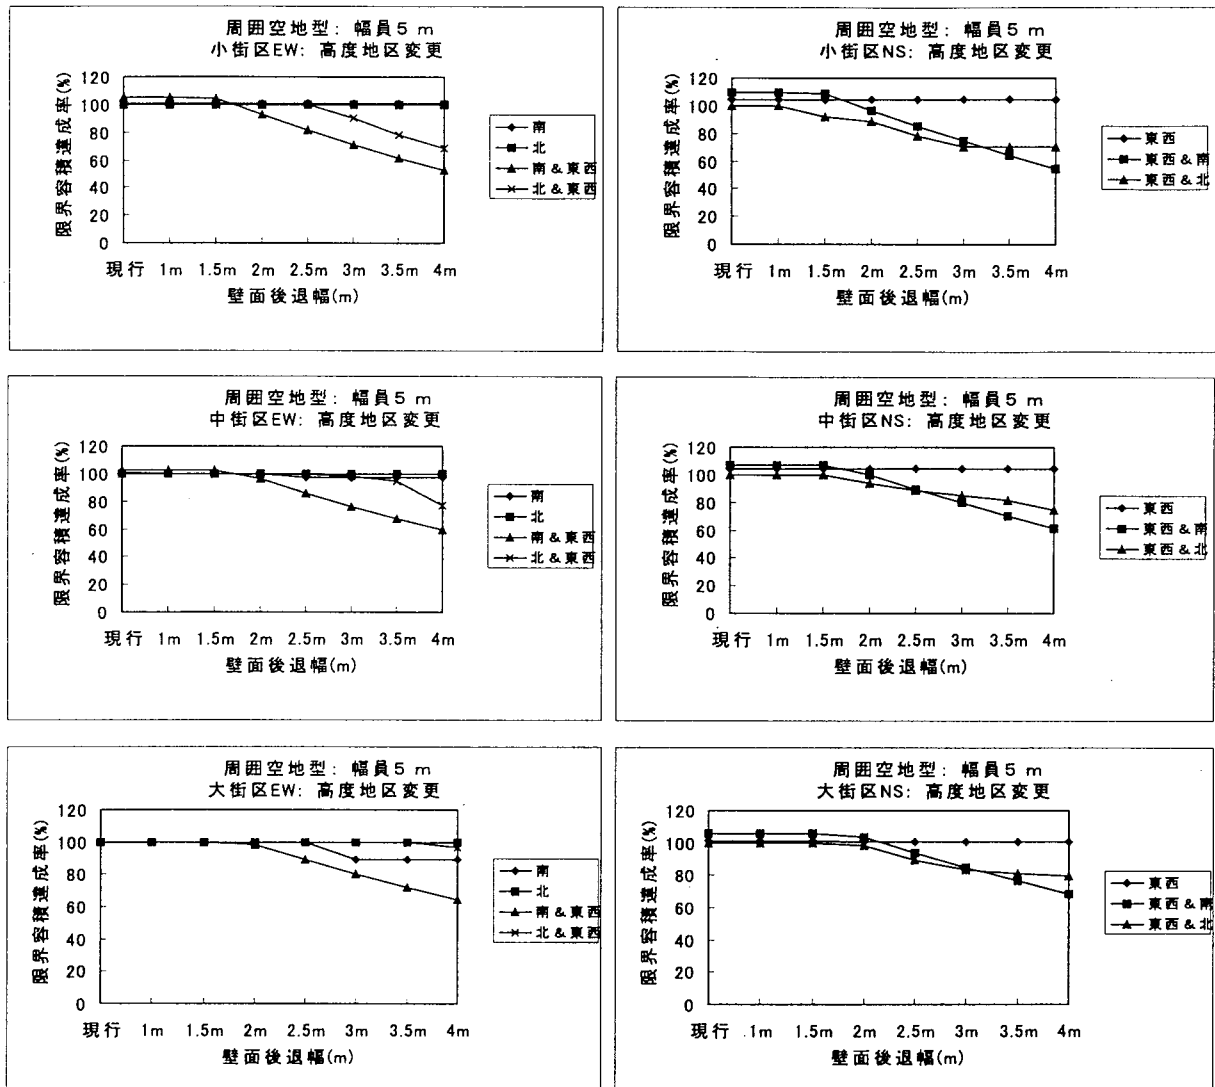 周囲空地型: 幅員5 m
小街区EW: 高度地区変更
限界容積達成率(%)
120
100
80
60
40
20
0
現行 1m 1.5m 2m 2.5m 3m 3.5m 4m
壁面後退幅(m)
南
北
南 & 東西
北 & 東西
周囲空地型: 幅員5 m
小街区NS: 高度地区変更
限界容積達成率(%)
120
100
80
60
40
20
0
現行 1m 1.5m 2m 2.5m 3m 3.5m 4m
壁面後退幅(m)
東西
東西 & 南
東西 & 北
周囲空地型: 幅員5 m
中街区EW: 高度地区変更
限界容積達成率(%)
120
100
80
60
40
20
0
現行 1m 1.5m 2m 2.5m 3m 3.5m 4m
壁面後退幅(m)
南
北
南 & 東西
北 & 東西
周囲空地型: 幅員5 m
中街区NS: 高度地区変更
限界容積達成率(%)
120
100
80
60
40
20
0
現行 1m 1.5m 2m 2.5m 3m 3.5m 4m
壁面後退幅(m)
東西
東西 & 南
東西 & 北
周囲空地型: 幅員5 m
大街区EW: 高度地区変更
限界容積達成率(%)
120
100
80
60
40
20
0
現行 1m 1.5m 2m 2.5m 3m 3.5m 4m
壁面後退幅(m)
南
北
南 & 東西
北 & 東西
周囲空地型: 幅員5 m
大街区NS: 高度地区変更
限界容積達成率(%)
120
100
80
60
40
20
0
現行 1m 1.5m 2m 2.5m 3m 3.5m 4m
壁面後退幅(m)
東西
東西 & 南
東西 & 北